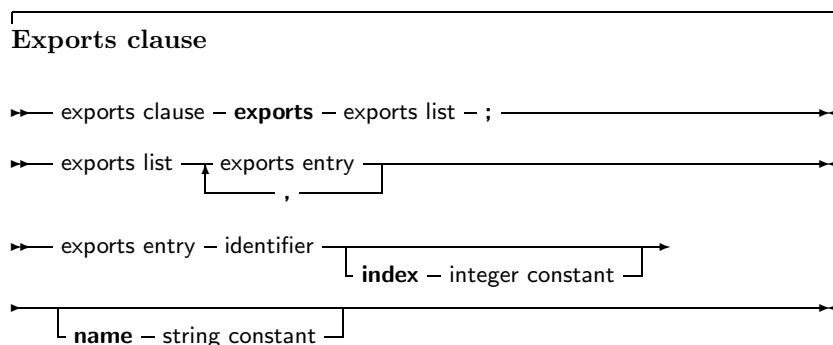 Exports clause
exports clause exports exports list ;
exports list exports entry
,
exports entry identifier
index integer constant
name string constant